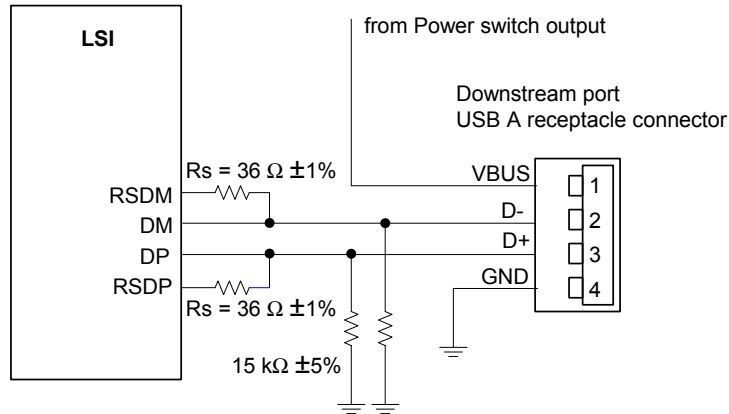 LSI
from Power switch output
Downstream port
USB A receptacle connector
Rs = 36 Ω ±1%
RSDM
DM
DP
RSDP
Rs = 36 Ω ±1%
15 kΩ ±5%
VBUS
D-
D+
GND
1
2
3
4